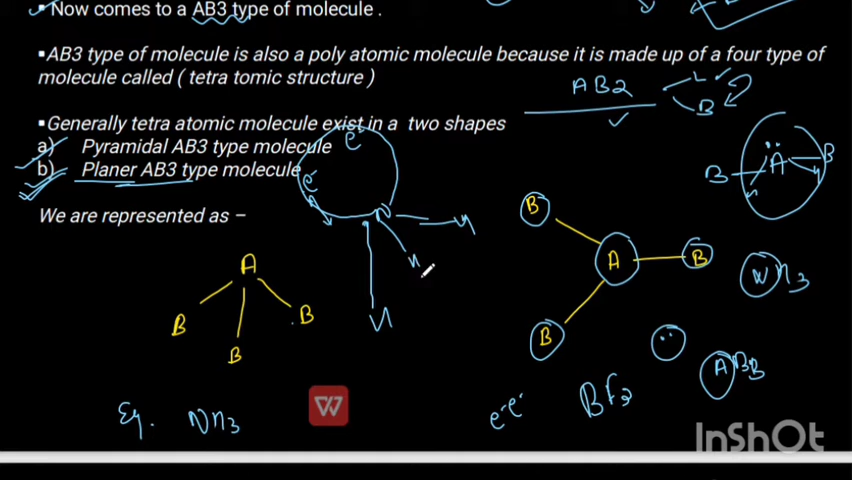 ▪Now comes to a AB3 type of molecule .
▪AB3 type of molecule is also a poly atomic molecule because it is made up of a four type of
molecule called ( tetra tomic structure )
AB2
L
B
▪Generally tetra atomic molecule exist in a two shapes
a) Pyramidal AB3 type molecule
b) Planer AB3 type molecule
We are represented as –
e
e-
N
B A B
A
B B B
B
A B
B
ABB
Eg. NH3
W
e- e-
BF3
InShOt